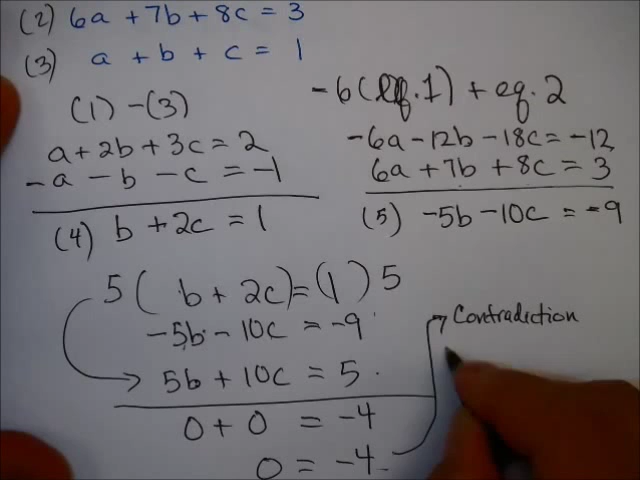 (2) 6a + 7b + 8c = 3
(3) a + b + c = 1
(1) - (3)
a + 2b + 3c = 2
-a - b - c = -1
(4) b + 2c = 1
-6 (eq. 1) + eq. 2
-6a - 12b - 18c = -12
6a + 7b + 8c = 3
(5) -5b - 10c = -9
5 ( b + 2c) = (1) 5
-5b - 10c = -9
5b + 10c = 5
0 + 0 = -4
0 = -4
Contradiction